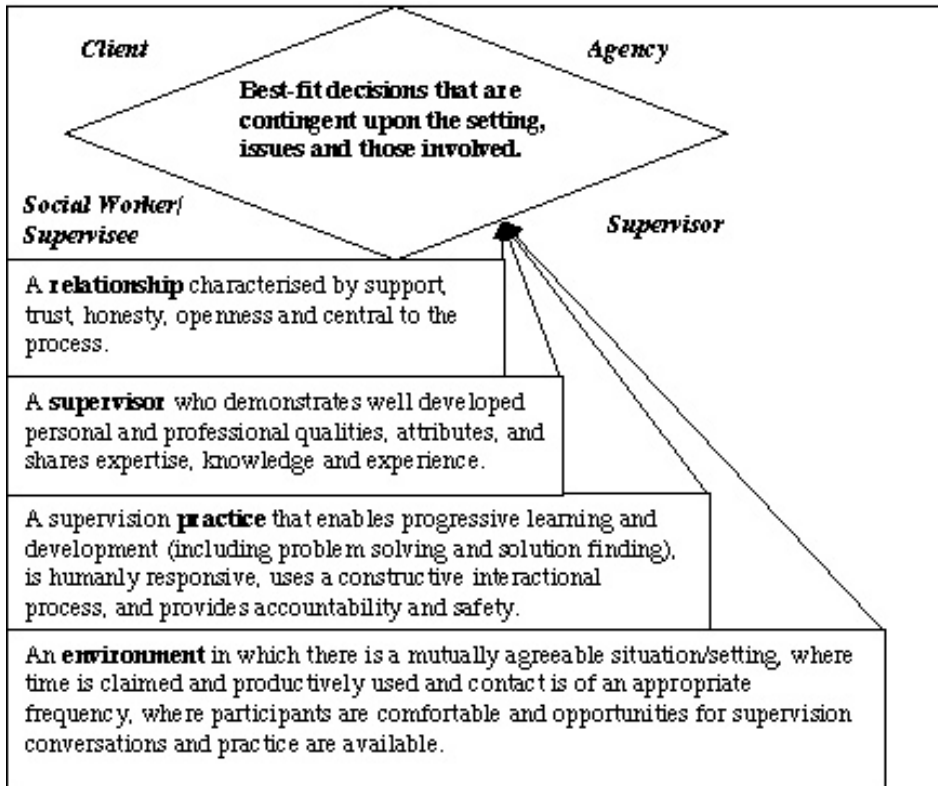 Client
Agency
Best-fit decisions that are
contingent upon the setting,
issues and those involved.
Social Worker/
Supervisee
Supervisor
A relationship characterised by support,
trust, honesty, openness and central to the
process.
A supervisor who demonstrates well developed
personal and professional qualities, attributes, and
shares expertise, knowledge and experience.
A supervision practice that enables progressive learning and
development (including problem solving and solution finding),
is humanly responsive, uses a constructive interactional
process, and provides accountability and safety.
An environment in which there is a mutually agreeable situation/setting, where
time is claimed and productively used and contact is of an appropriate
frequency, where participants are comfortable and opportunities for supervision
conversations and practice are available.